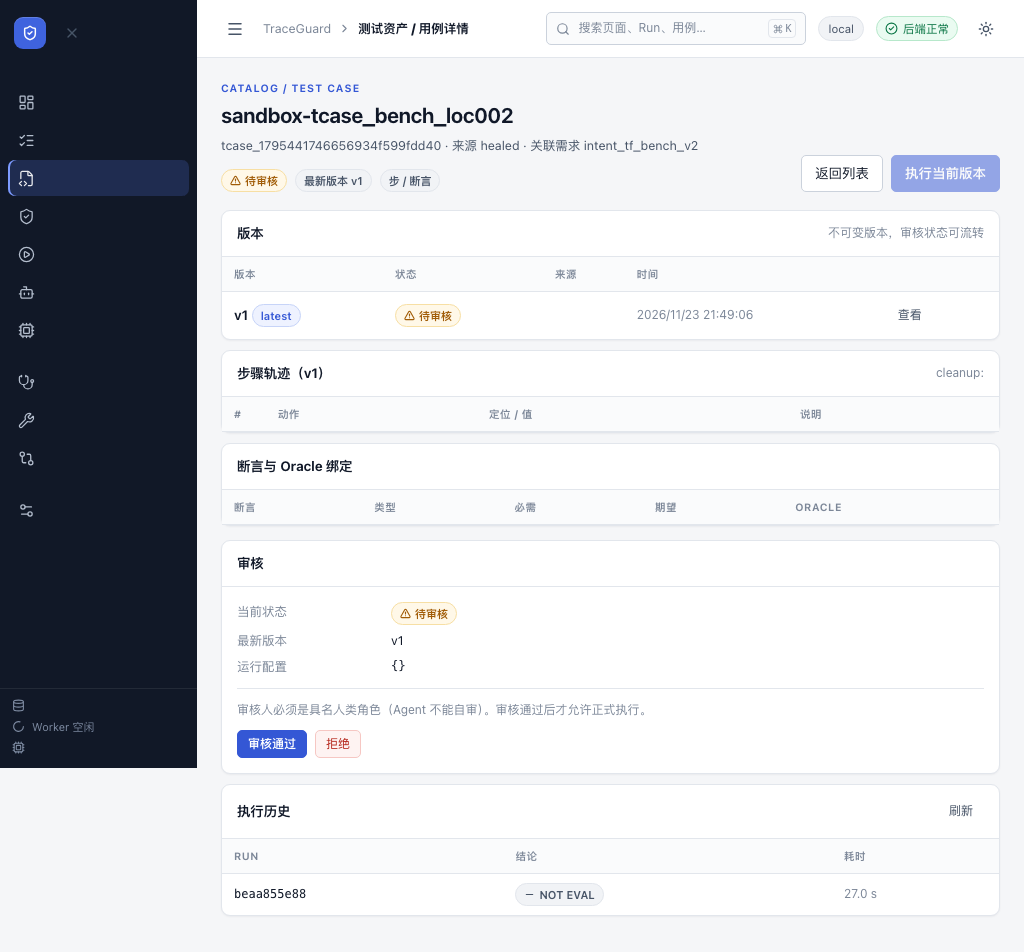 TraceGuard > 测试资产 / 用例详情
搜索页面、Run、用例...
⌘ K
local
后端正常
CATALOG / TEST CASE
sandbox-tcase_bench_loc002
tcase_1795441746656934f599fdd40 · 来源 healed · 关联需求 intent_tf_bench_v2
待审核
最新版本 v1
步 / 断言
返回列表
执行当前版本
版本
不可变版本，审核状态可流转
版本 状态 来源 时间
v1 latest 待审核 2026/11/23 21:49:06 查看
步骤轨迹（v1）
cleanup:
# 动作 定位 / 值 说明
断言与 Oracle 绑定
断言 类型 必需 期望 ORACLE
审核
当前状态 待审核
最新版本 v1
运行配置 {}
审核人必须是具名人类角色（Agent 不能自审）。审核通过后才允许正式执行。
审核通过 拒绝
执行历史
刷新
RUN 结论 耗时
beaa855e88 — NOT EVAL 27.0 s
Worker 空闲